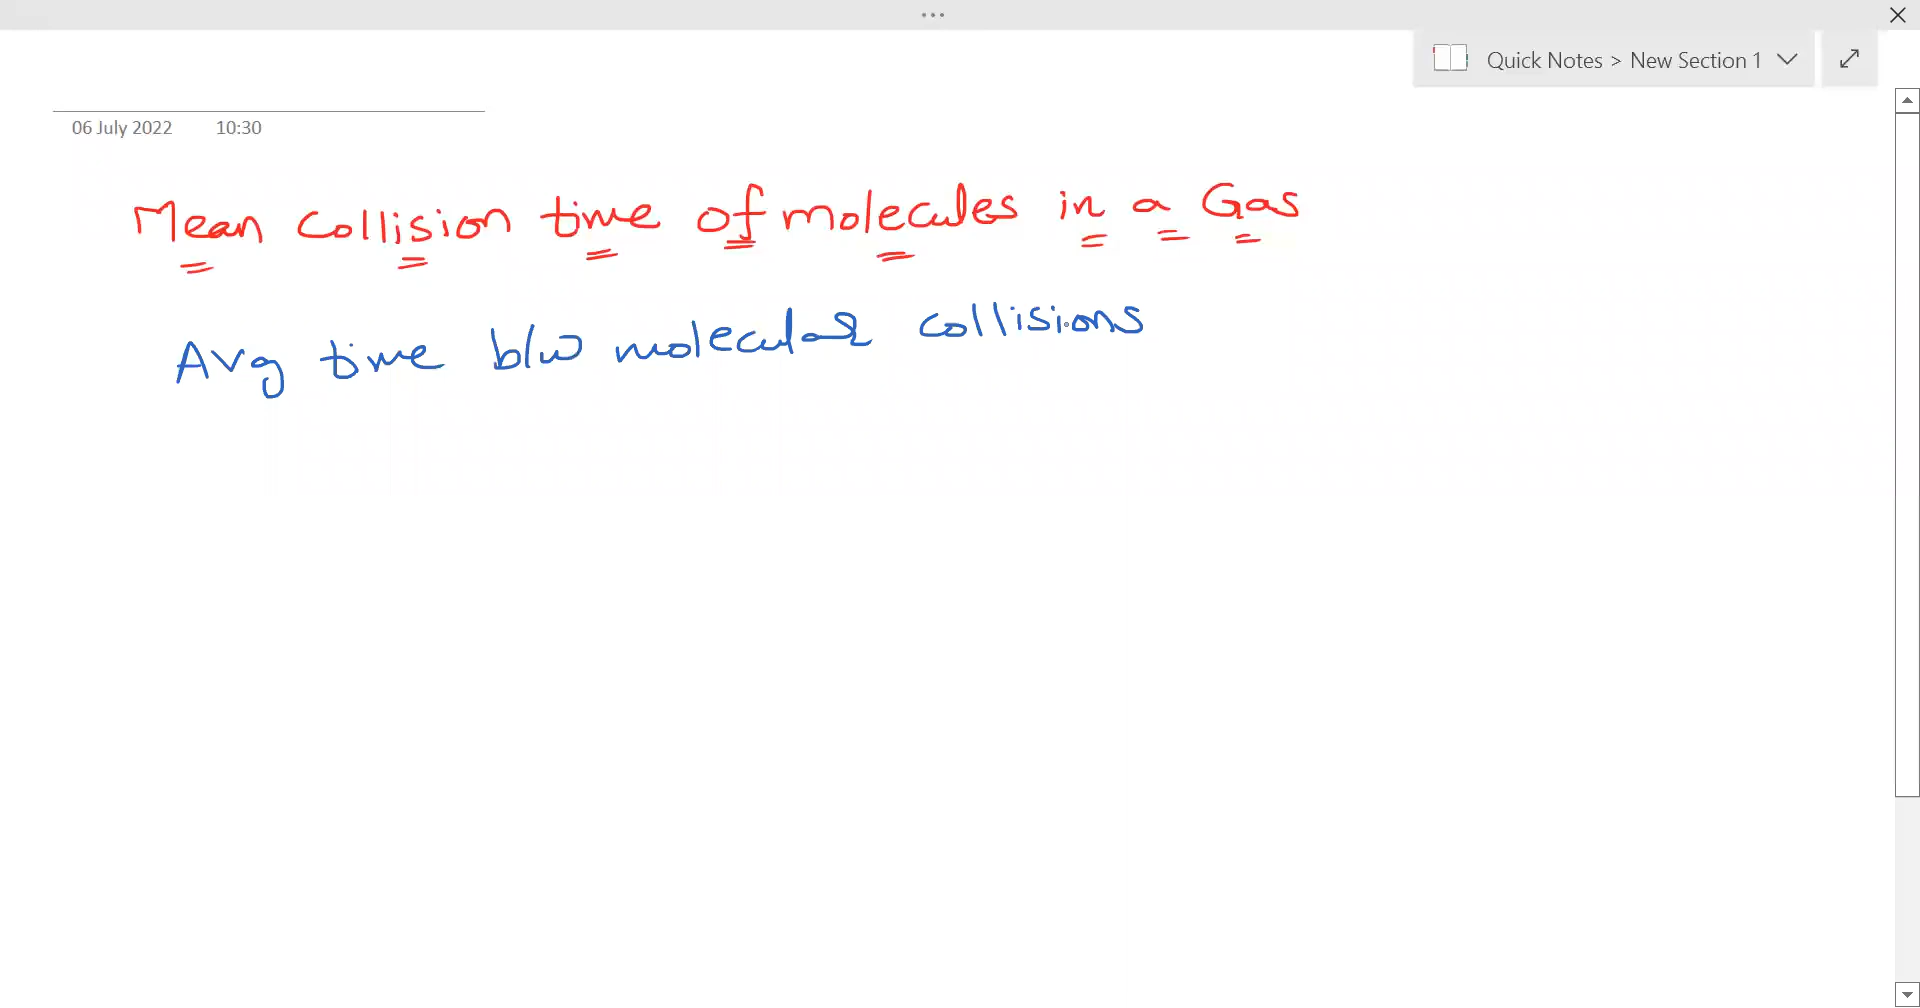 ...
Quick Notes > New Section 1
06 July 2022 10:30
Mean collision time of molecules in a Gas
Avg time b/w molecular collisions